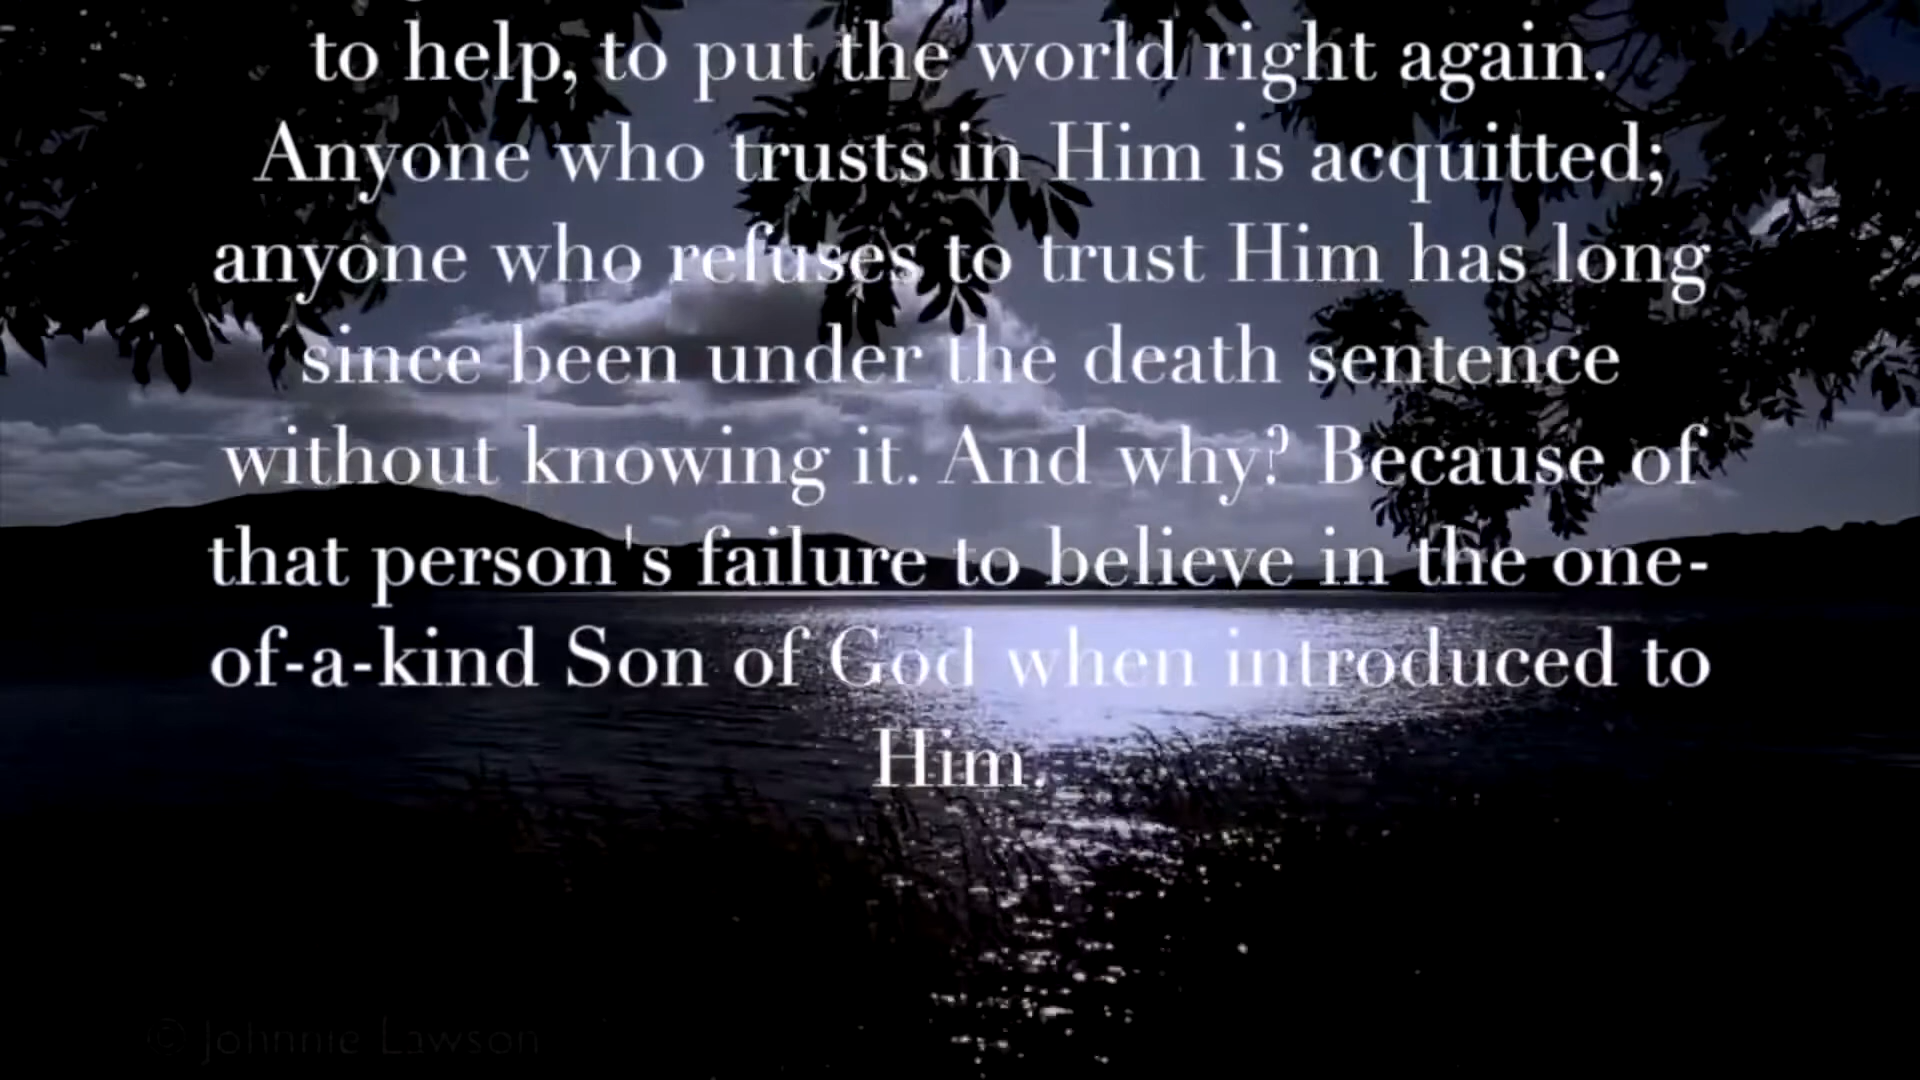 to help, to put the world right again.
Anyone who trusts in Him is acquitted;
anyone who refuses to trust Him has long
since been under the death sentence
without knowing it. And why? Because of
that person's failure to believe in the one-
of-a-kind Son of God when introduced to
Him.
© Johnnie Lawson